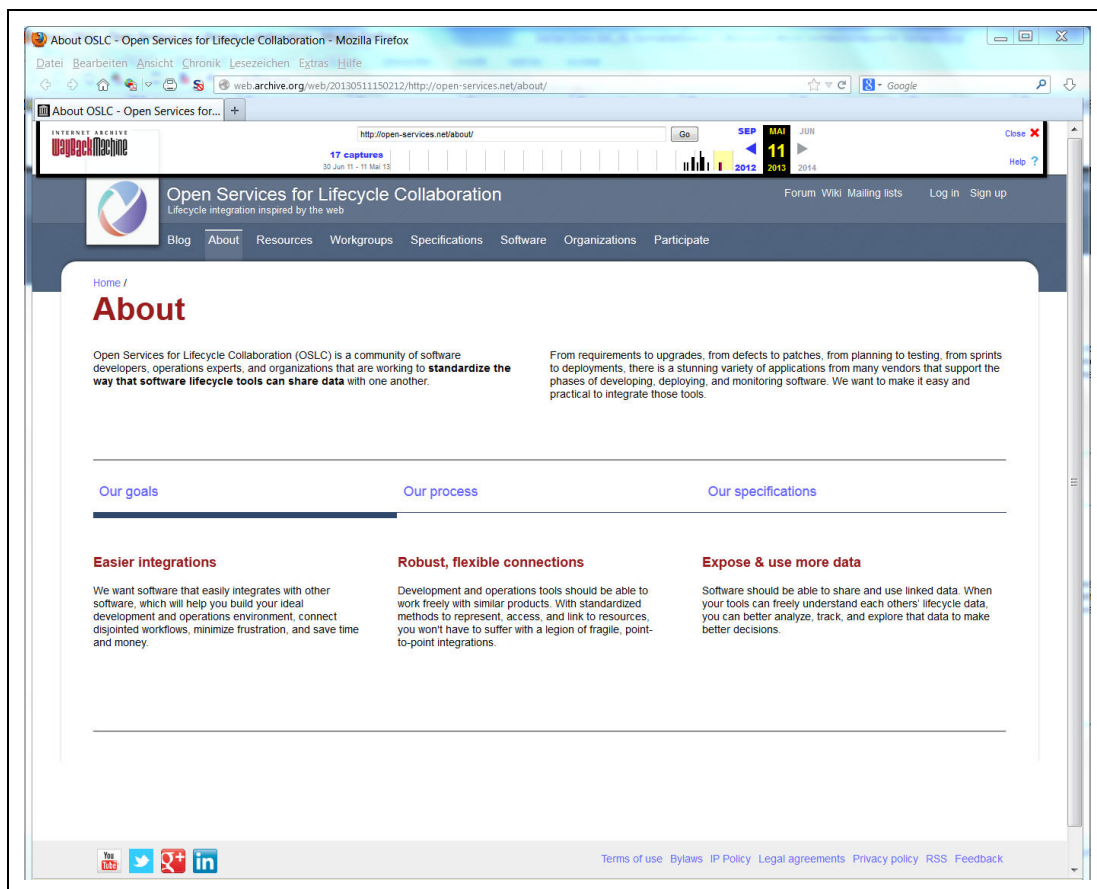 About OSLC - Open Services for Lifecycle Collaboration - Mozilla Firefox
Datei Bearbeiten Ansicht Chronik Lesezeichen Extras Hilfe
web.archive.org/web/20130511150212/http://open-services.net/about/
Google
About OSLC - Open Services for...
INTERNET ARCHIVE
WayBackMachine
http://open-services.net/about/
Go
SEP MAI JUN
Close
17 captures
30 Jun 11 - 11 Mai 13
11
2012 2013 2014
Help ?
Open Services for Lifecycle Collaboration
Lifecycle integration inspired by the web
Forum Wiki Mailing lists Log in Sign up
Blog About Resources Workgroups Specifications Software Organizations Participate
Home /
About
Open Services for Lifecycle Collaboration (OSLC) is a community of software
developers, operations experts, and organizations that are working to standardize the
way that software lifecycle tools can share data with one another.
From requirements to upgrades, from defects to patches, from planning to testing, from sprints
to deployments, there is a stunning variety of applications from many vendors that support the
phases of developing, deploying, and monitoring software. We want to make it easy and
practical to integrate those tools.
Our goals
Our process
Our specifications
Easier integrations
We want software that easily integrates with other
software, which will help you build your ideal
development and operations environment, connect
disjointed workflows, minimize frustration, and save time
and money.
Robust, flexible connections
Development and operations tools should be able to
work freely with similar products. With standardized
methods to represent, access, and link to resources,
you won't have to suffer with a legion of fragile, point-
to-point integrations.
Expose & use more data
Software should be able to share and use linked data. When
your tools can freely understand each others' lifecycle data,
you can better analyze, track, and explore that data to make
better decisions.
You Tube
Terms of use Bylaws IP Policy Legal agreements Privacy policy RSS Feedback